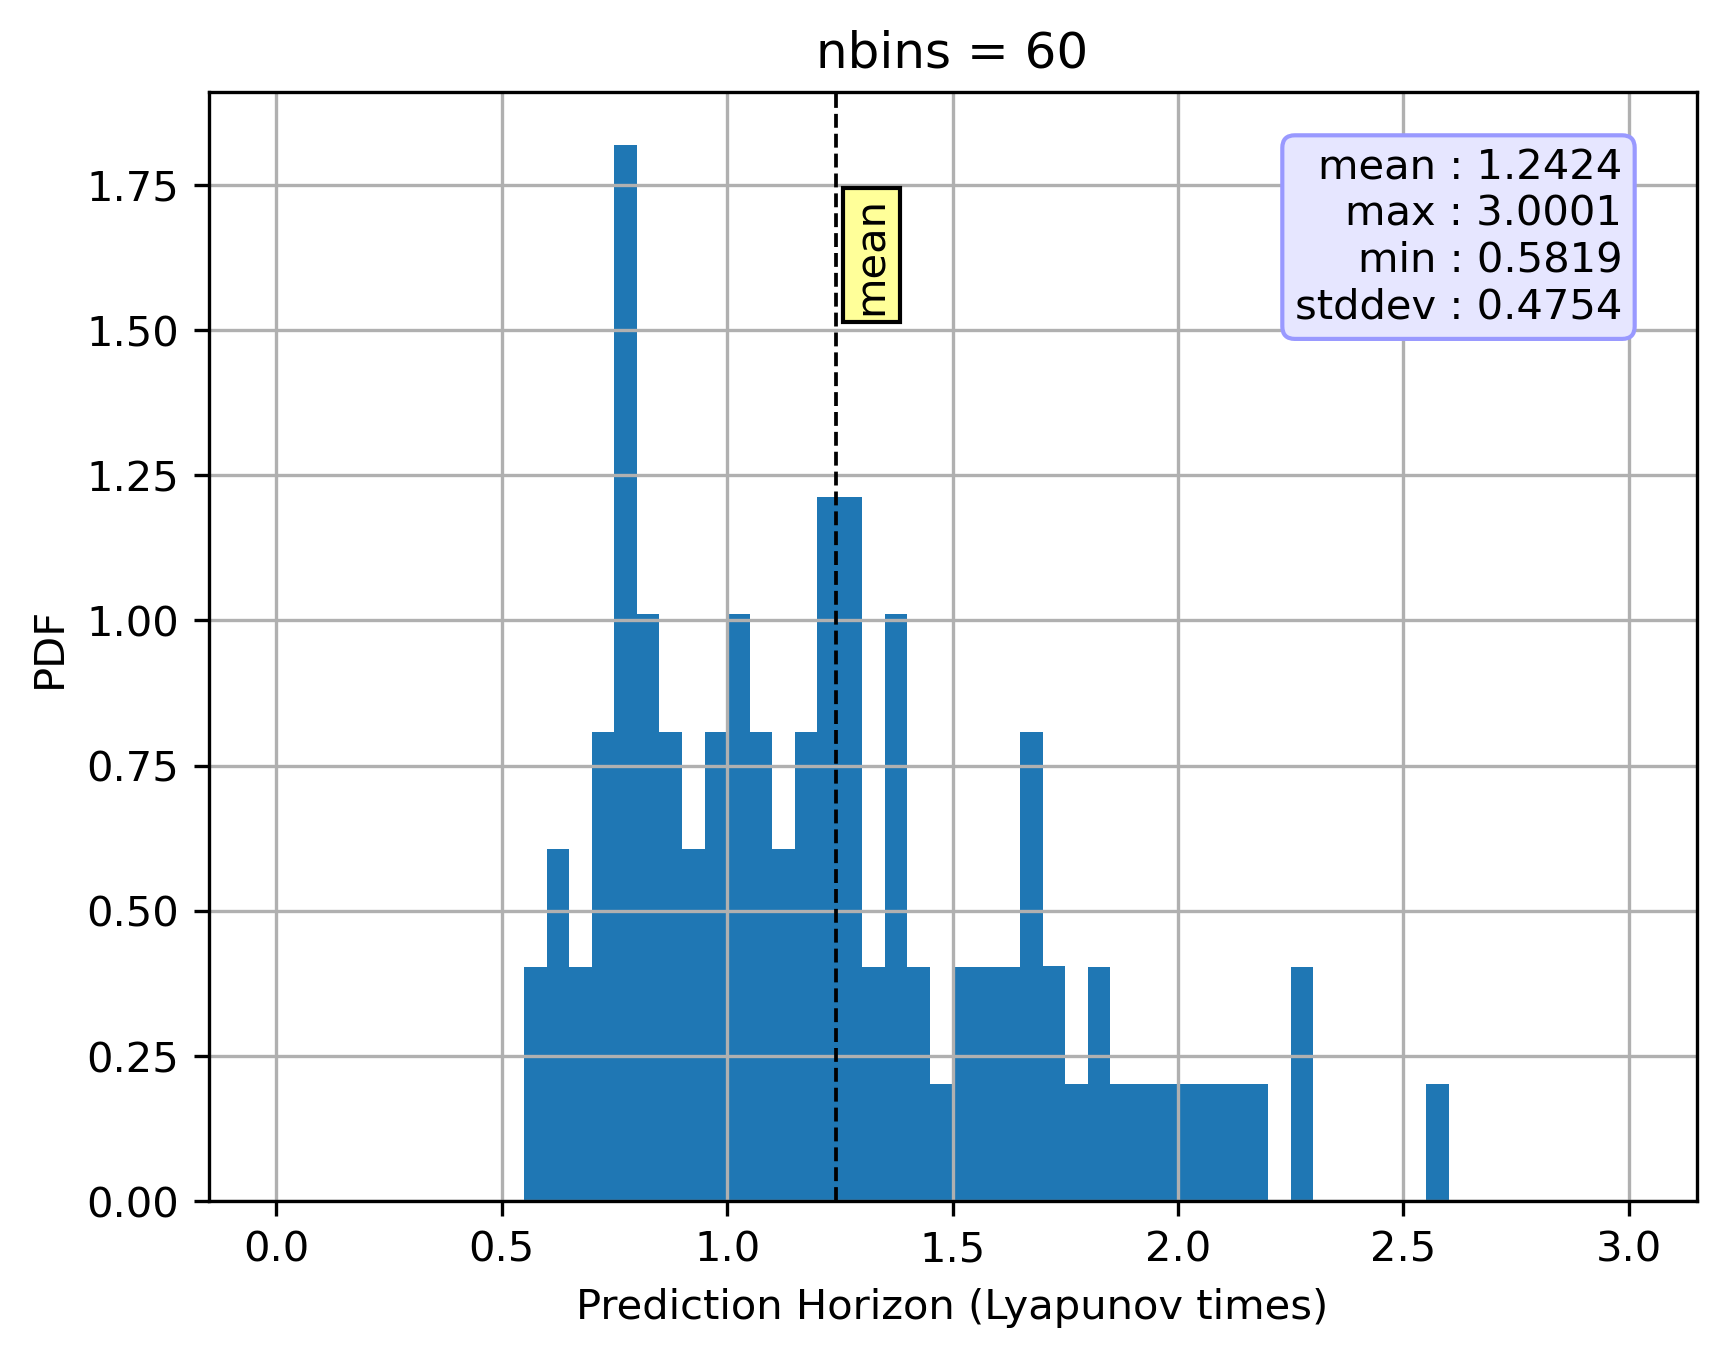 nbins = 60
mean : 1.2424
max : 3.0001
min : 0.5819
stddev : 0.4754
mean
1.75
1.50
1.25
1.00
0.75
0.50
0.25
0.00
PDF
0.0 0.5 1.0 1.5 2.0 2.5 3.0
Prediction Horizon (Lyapunov times)